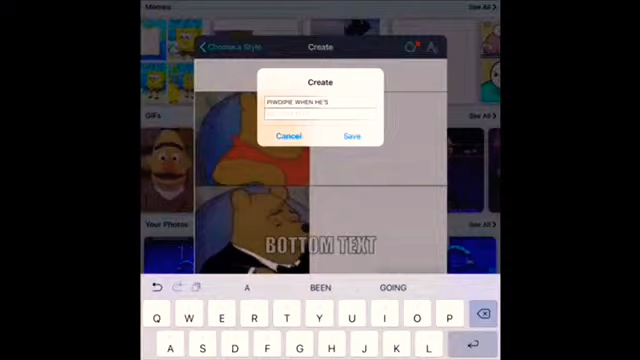 Memes
See All >
< Choose a Style
Create
Create
PIWDIPIE WHEN HE'S
Cancel
Save
GIFs
See All >
Your Photos
See All >
BOTTOM TEXT
A
BEEN
GOING
Q W E R T Y U I O P
A S D F G H J K L